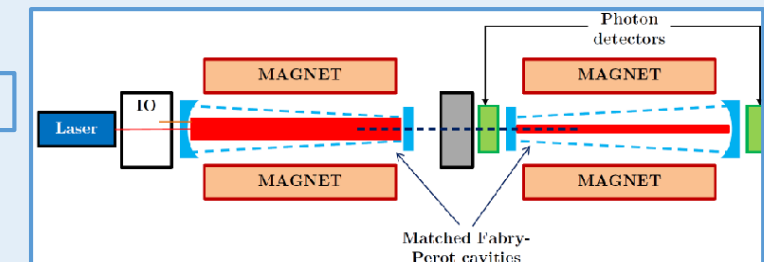 Photon
detectors
MAGNET
MAGNET
IO
Laser
MAGNET
MAGNET
Matched Fabry-
Perot cavities